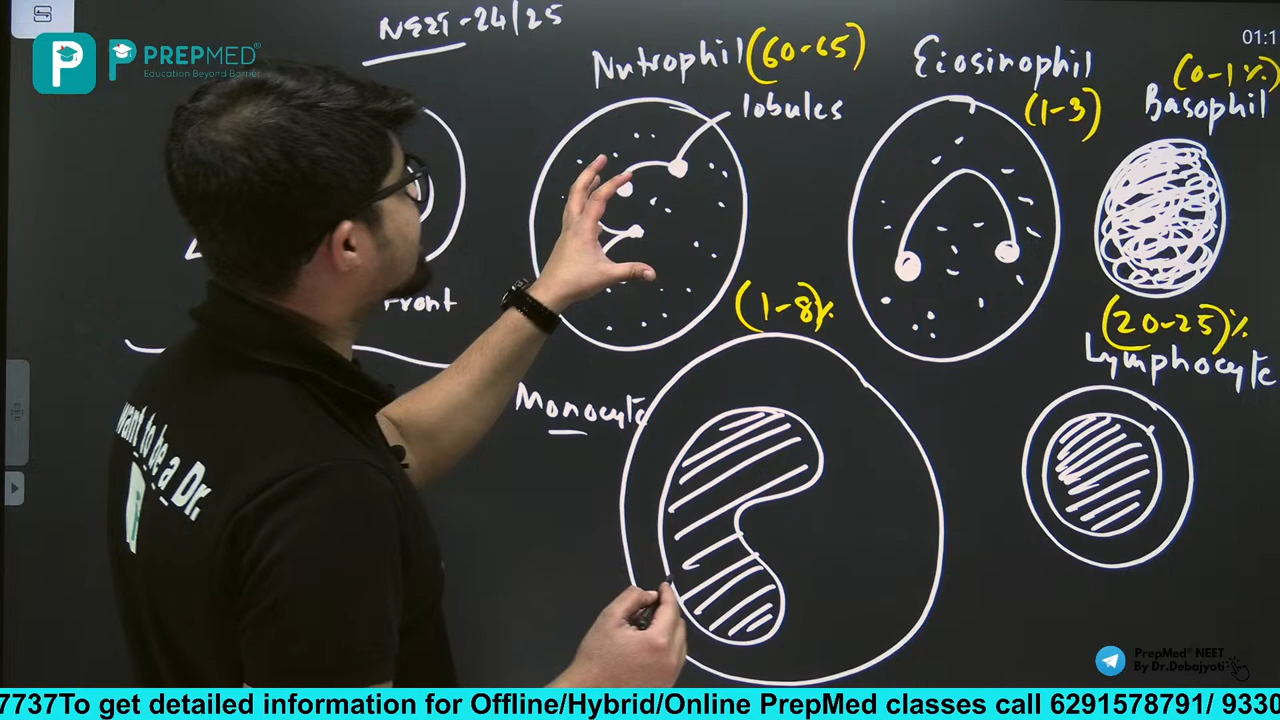 NEET-24/25
01:1
PREPMED®
Education Beyond Barrier
Nutrophil (60-65)
Eiosinophil
(1-3)
(0-1%)
Basophil
lobules
Front
(1-8)%
(20-25)%
Lymphocyte
Monocyte
want to be a Dr.
PrepMed® NEET
By Dr.Debajyoti
7737To get detailed information for Offline/Hybrid/Online PrepMed classes call 6291578791/ 9330